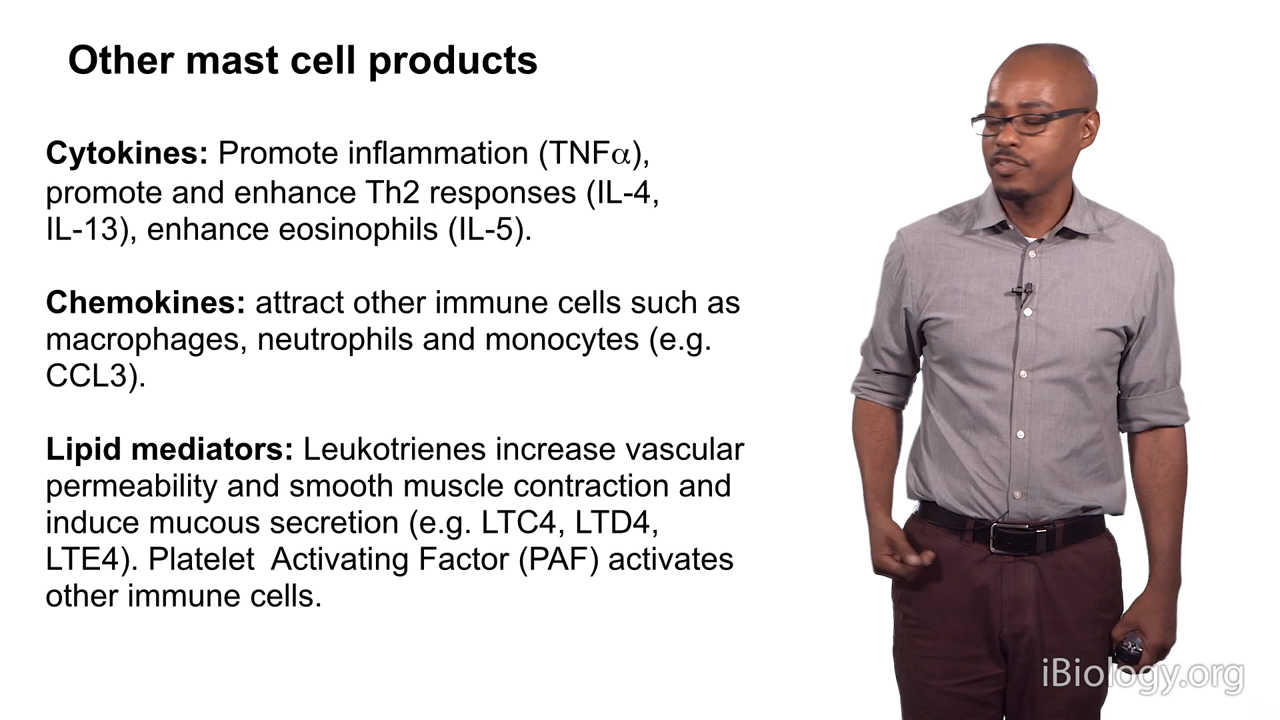 Other mast cell products
Cytokines: Promote inflammation (TNFα),
promote and enhance Th2 responses (IL-4,
IL-13), enhance eosinophils (IL-5).
Chemokines: attract other immune cells such as
macrophages, neutrophils and monocytes (e.g.
CCL3).
Lipid mediators: Leukotrienes increase vascular
permeability and smooth muscle contraction and
induce mucous secretion (e.g. LTC4, LTD4,
LTE4). Platelet  Activating Factor (PAF) activates
other immune cells.
iBiology.org